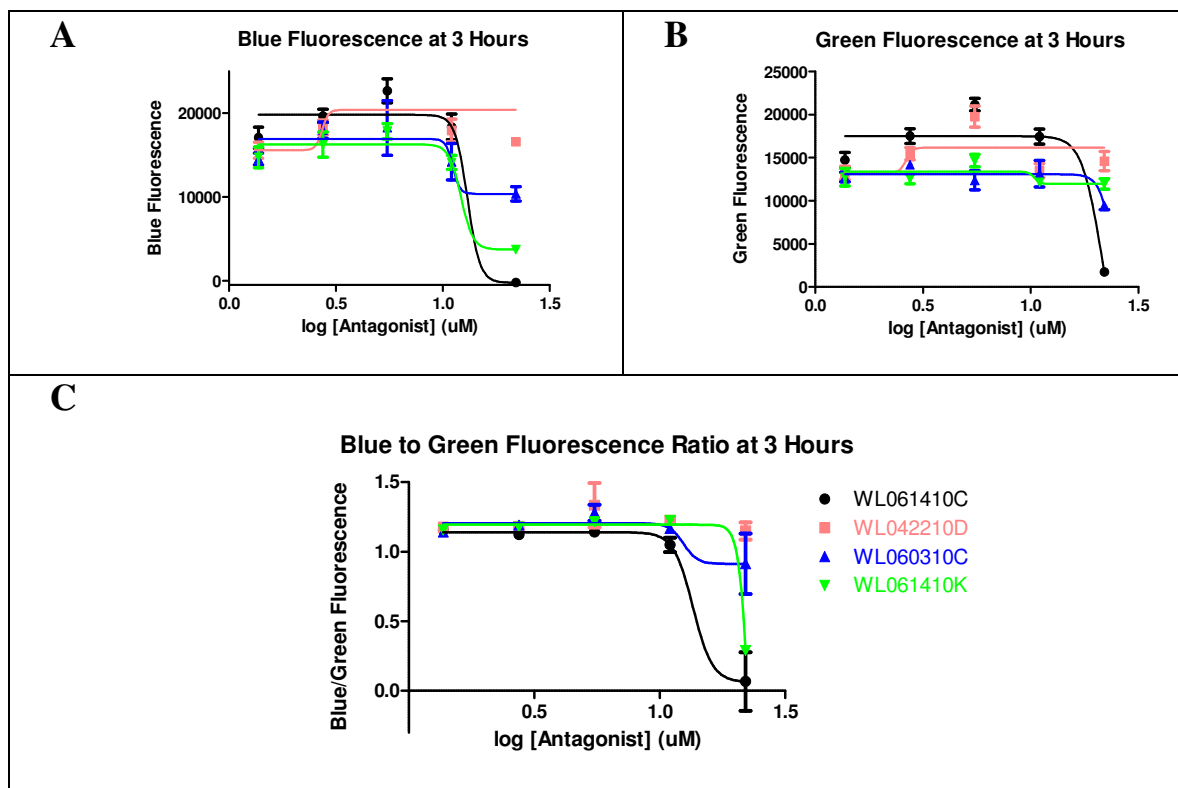 A
Blue Fluorescence at 3 Hours
Blue Fluorescence
20000
10000
0
0.0 0.5 1.0 1.5
log [Antagonist] (uM)
B
Green Fluorescence at 3 Hours
Green Fluorescence
25000
20000
15000
10000
5000
0
0.0 0.5 1.0 1.5
log [Antagonist] (uM)
C
Blue to Green Fluorescence Ratio at 3 Hours
Blue/Green Fluorescence
1.5
1.0
0.5
0.0
0.5 1.0 1.5
log [Antagonist] (uM)
WL061410C
WL042210D
WL060310C
WL061410K